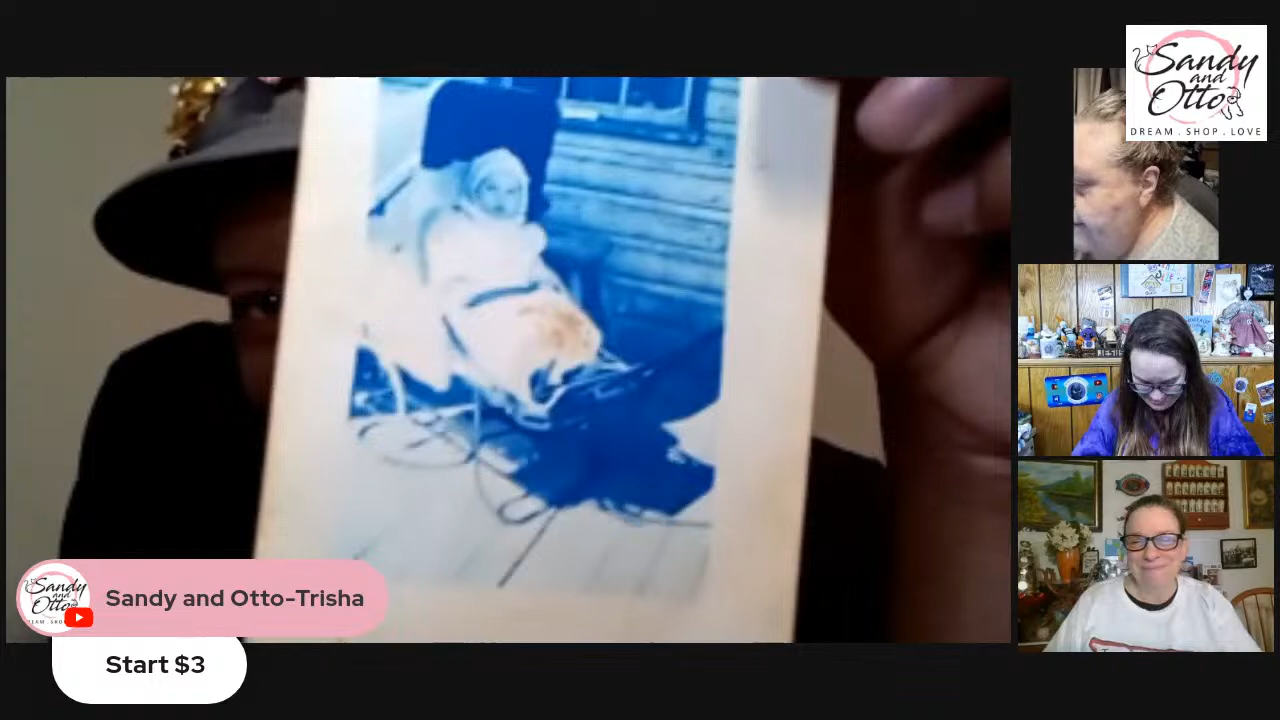 Sandy
and
Otto
DREAM . SHOP . LOVE
Sandy and Otto-Trisha
Start $3